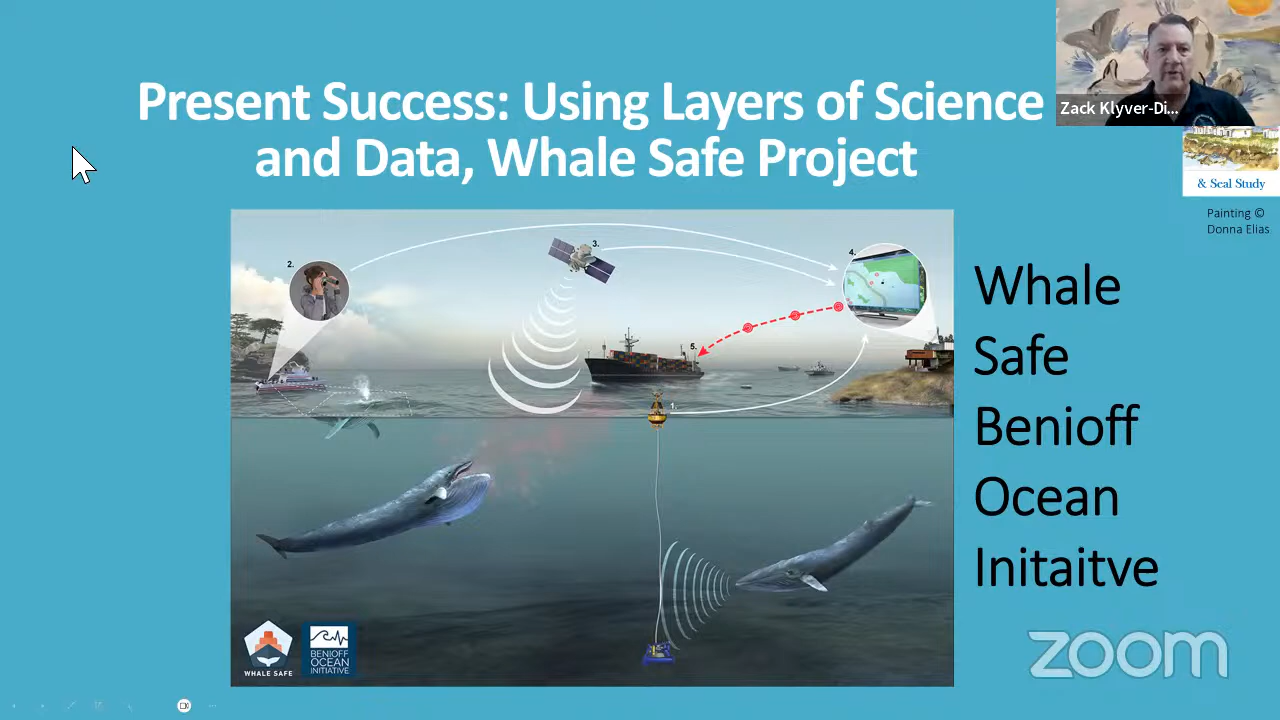 Present Success: Using Layers of Science
and Data, Whale Safe Project
Zack Klyver-Di...
& Seal Study
Painting ©
Donna Elias
2.
3.
4.
5.
1.
Whale
Safe
Benioff
Ocean
Initaitve
WHALE SAFE
BENIOFF
OCEAN
INITIATIVE
zoom